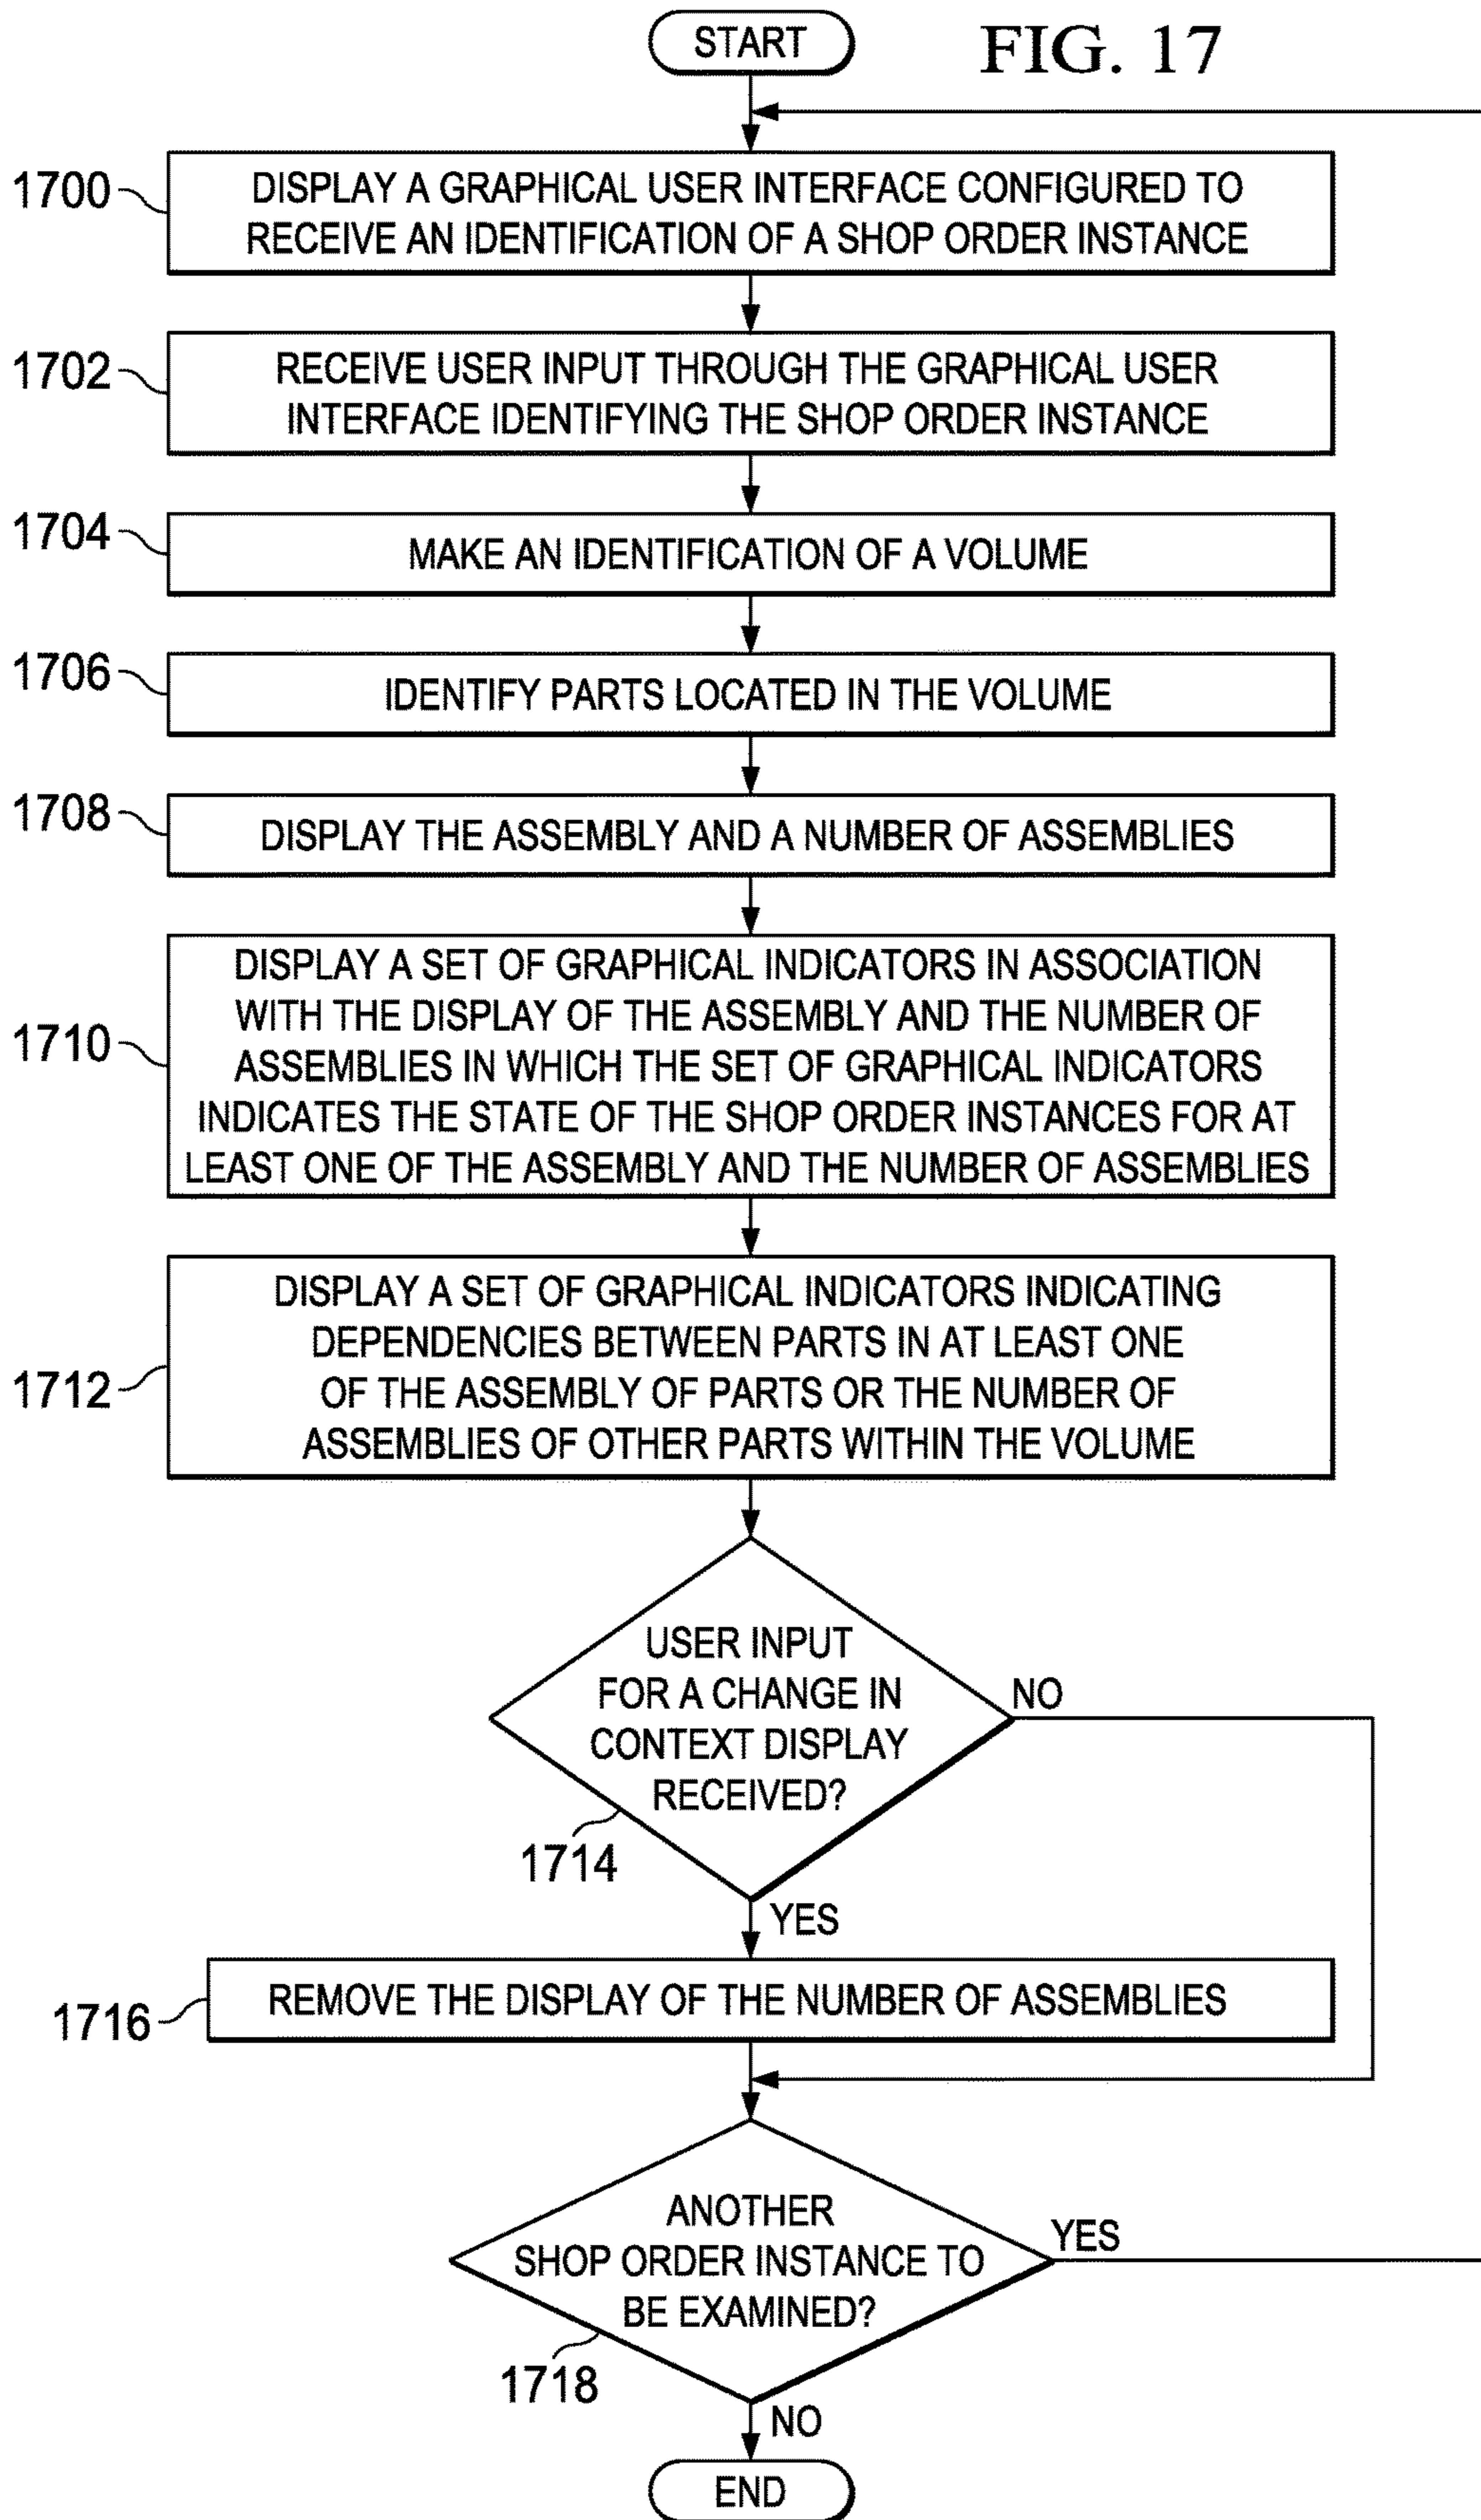 START
FIG. 17
1700
DISPLAY A GRAPHICAL USER INTERFACE CONFIGURED TO
RECEIVE AN IDENTIFICATION OF A SHOP ORDER INSTANCE
1702
RECEIVE USER INPUT THROUGH THE GRAPHICAL USER
INTERFACE IDENTIFYING THE SHOP ORDER INSTANCE
1704
MAKE AN IDENTIFICATION OF A VOLUME
1706
IDENTIFY PARTS LOCATED IN THE VOLUME
1708
DISPLAY THE ASSEMBLY AND A NUMBER OF ASSEMBLIES
1710
DISPLAY A SET OF GRAPHICAL INDICATORS IN ASSOCIATION
WITH THE DISPLAY OF THE ASSEMBLY AND THE NUMBER OF
ASSEMBLIES IN WHICH THE SET OF GRAPHICAL INDICATORS
INDICATES THE STATE OF THE SHOP ORDER INSTANCES FOR AT
LEAST ONE OF THE ASSEMBLY AND THE NUMBER OF ASSEMBLIES
1712
DISPLAY A SET OF GRAPHICAL INDICATORS INDICATING
DEPENDENCIES BETWEEN PARTS IN AT LEAST ONE
OF THE ASSEMBLY OF PARTS OR THE NUMBER OF
ASSEMBLIES OF OTHER PARTS WITHIN THE VOLUME
USER INPUT
FOR A CHANGE IN
CONTEXT DISPLAY
RECEIVED?
NO
1714
YES
1716
REMOVE THE DISPLAY OF THE NUMBER OF ASSEMBLIES
ANOTHER
SHOP ORDER INSTANCE TO
BE EXAMINED?
YES
1718
NO
END